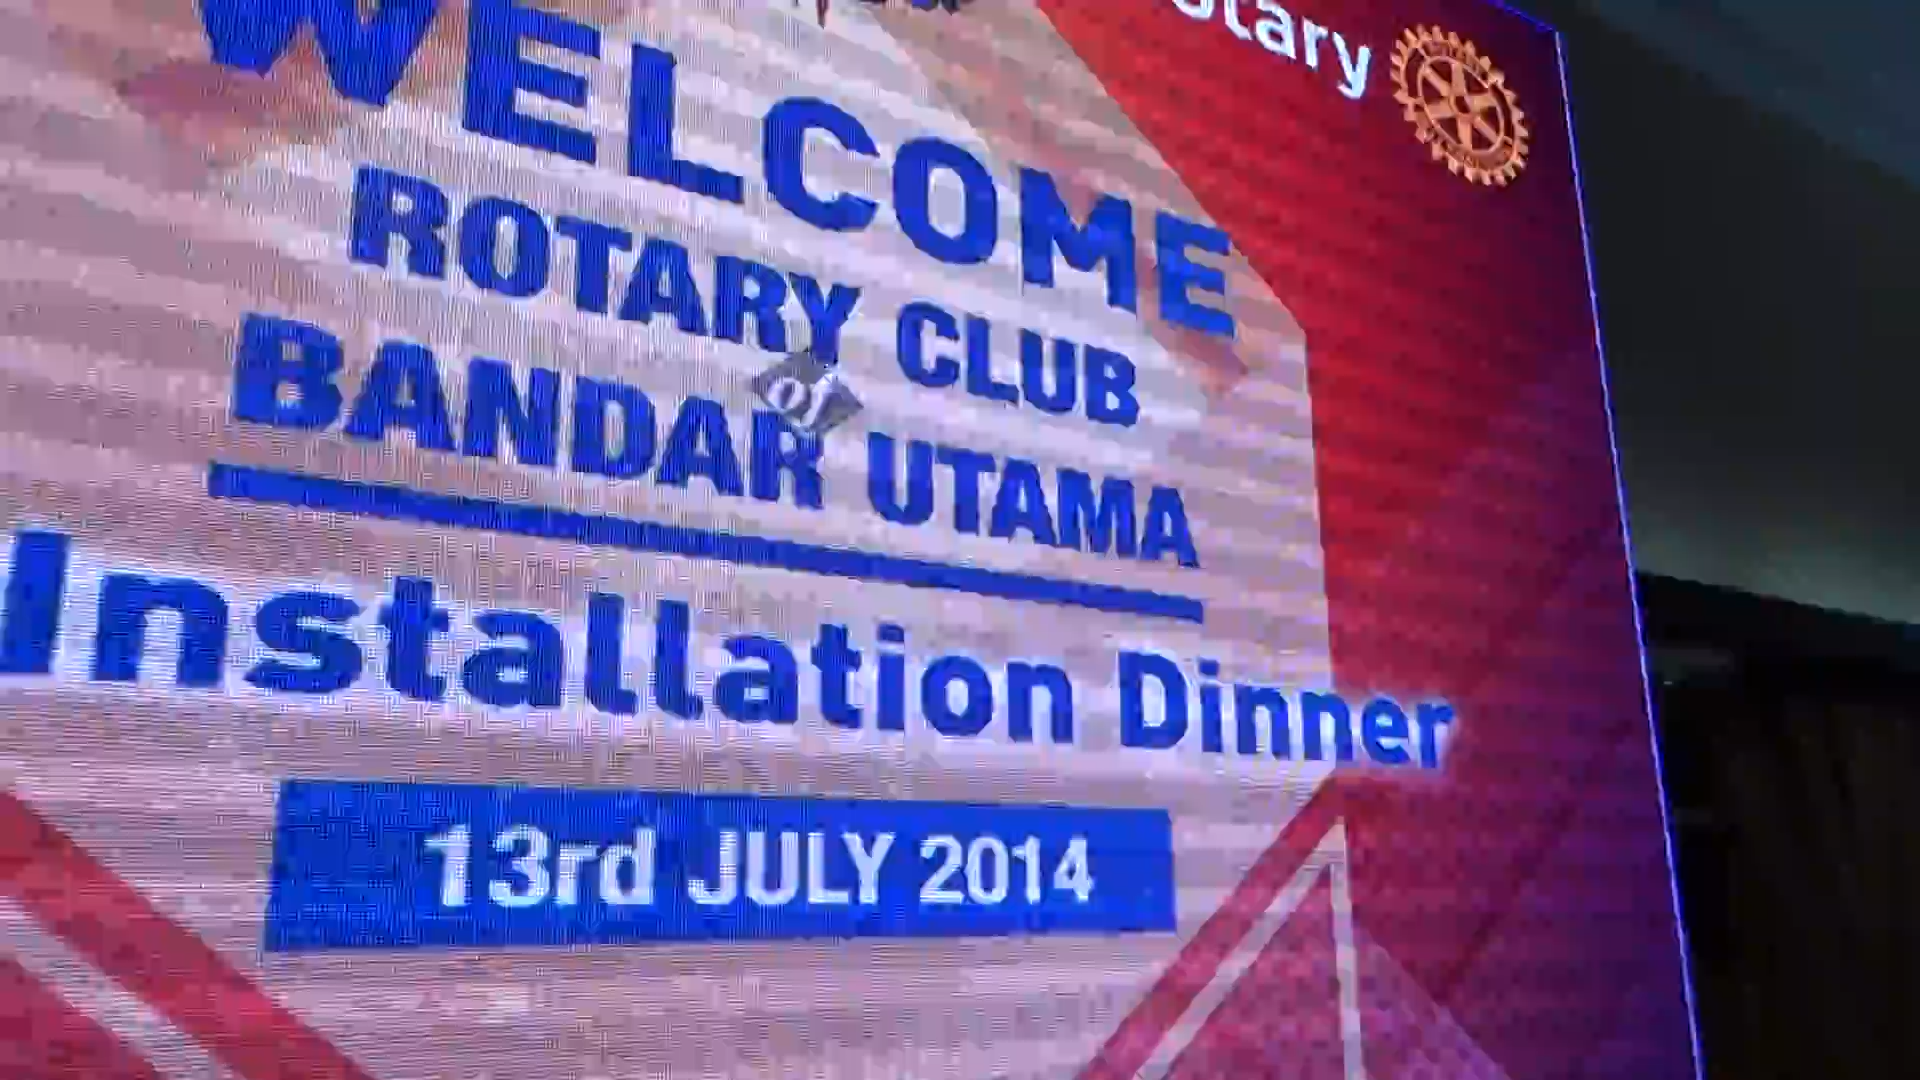 Rotary
WELCOME
ROTARY CLUB
of
BANDAR UTAMA
Installation Dinner
13rd JULY 2014